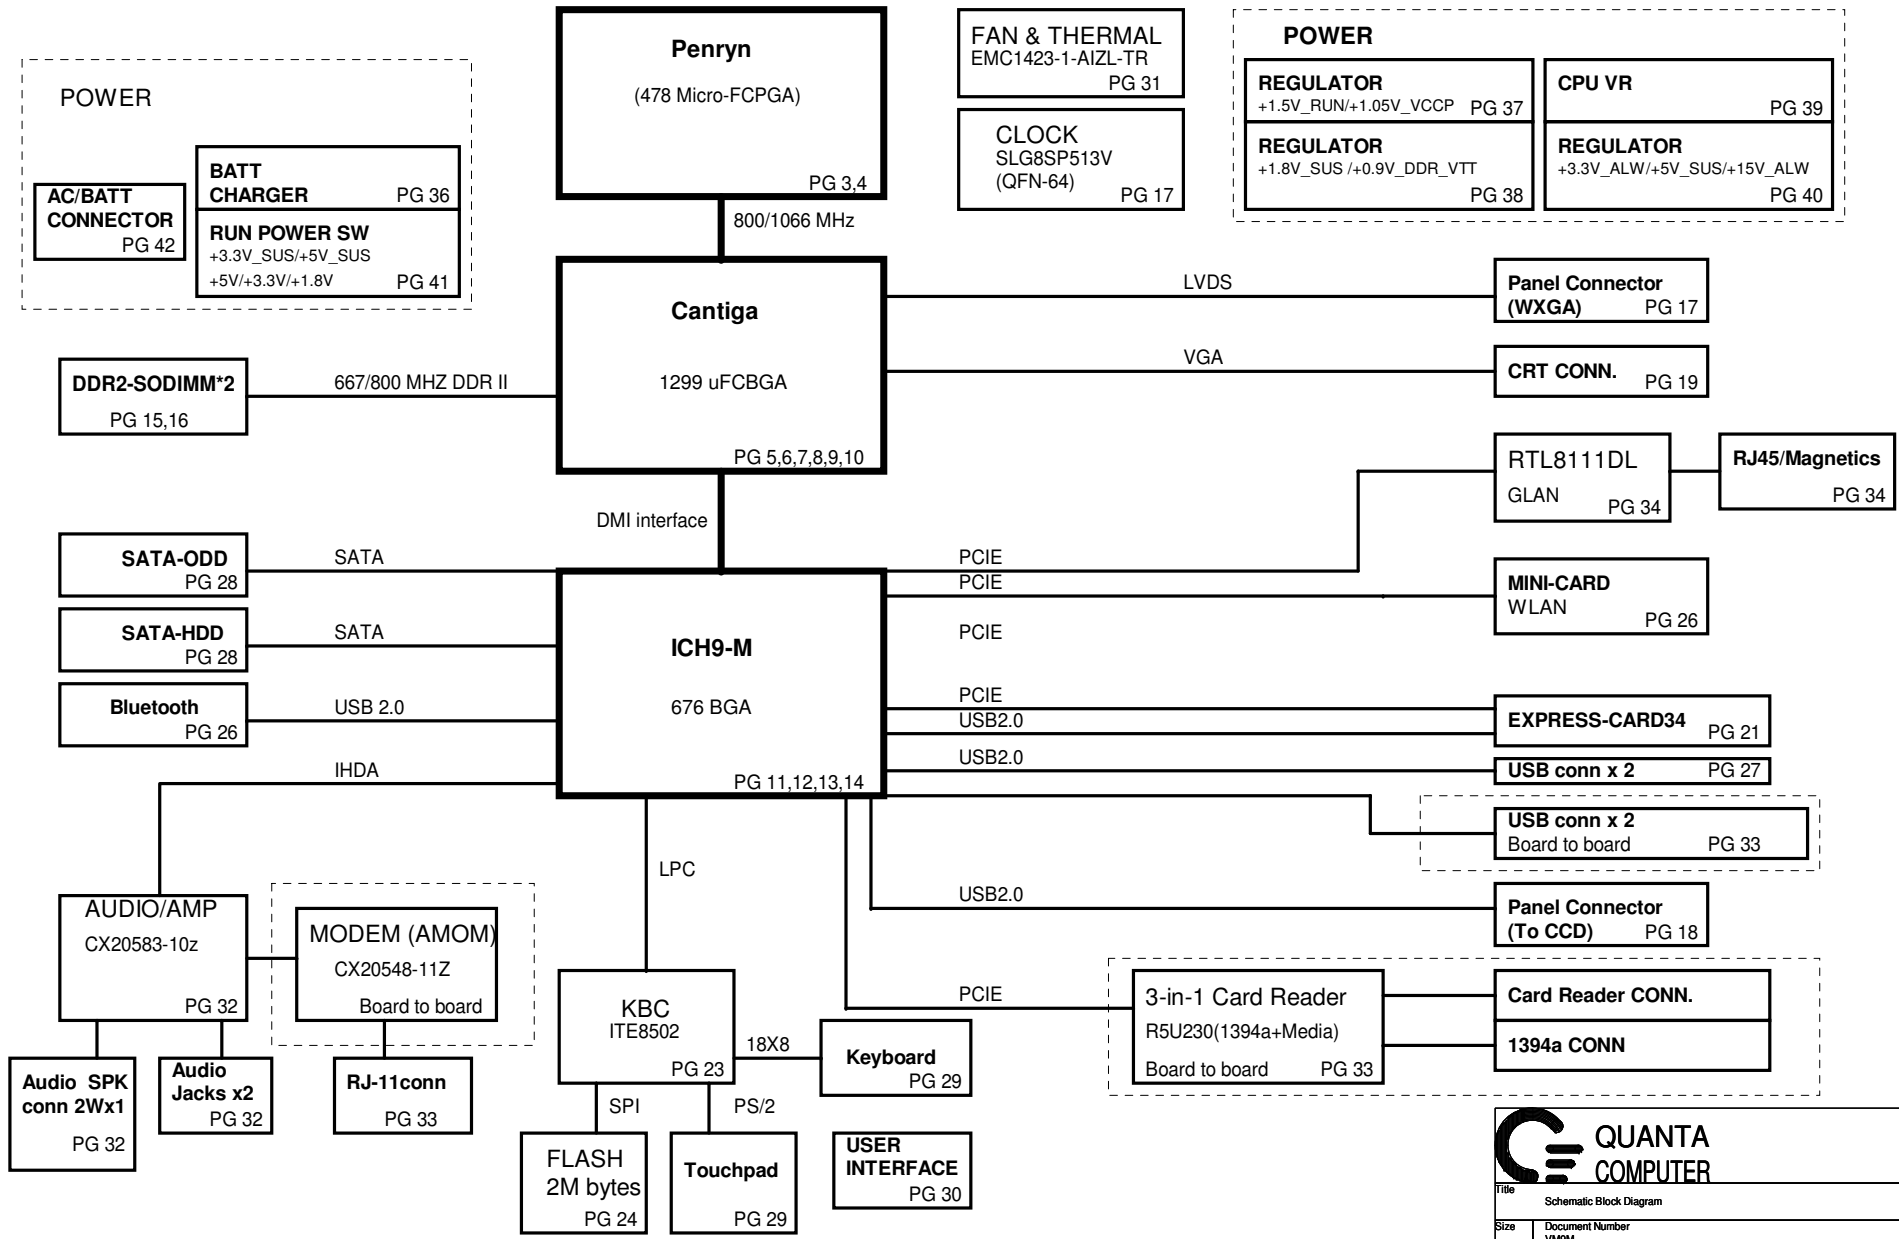 Penryn
(478 Micro-FCPGA)
PG 3,4
FAN & THERMAL
EMC1423-1-AIZL-TR
PG 31
CLOCK
SLG8SP513V
(QFN-64)
PG 17
POWER
REGULATOR
+1.5V_RUN/+1.05V_VCCP PG 37
CPU VR
PG 39
REGULATOR
+1.8V_SUS /+0.9V_DDR_VTT
PG 38
REGULATOR
+3.3V_ALW/+5V_SUS/+15V_ALW
PG 40
POWER
AC/BATT
CONNECTOR
PG 42
BATT
CHARGER PG 36
RUN POWER SW
+3.3V_SUS/+5V_SUS
+5V/+3.3V/+1.8V PG 41
800/1066 MHz
Cantiga
1299 uFCBGA
PG 5,6,7,8,9,10
LVDS
Panel Connector
(WXGA) PG 17
VGA
CRT CONN. PG 19
DDR2-SODIMM*2
PG 15,16
667/800 MHZ DDR II
RTL8111DL
GLAN PG 34
RJ45/Magnetics
PG 34
DMI interface
SATA-ODD
PG 28
SATA
SATA-HDD
PG 28
SATA
Bluetooth
PG 26
USB 2.0
IHDA
ICH9-M
676 BGA
PG 11,12,13,14
PCIE
PCIE
MINI-CARD
WLAN
PG 26
PCIE
PCIE
USB2.0
EXPRESS-CARD34
PG 21
USB2.0
USB conn x 2 PG 27
USB conn x 2
Board to board PG 33
LPC
USB2.0
Panel Connector
(To CCD) PG 18
AUDIO/AMP
CX20583-10z
PG 32
MODEM (AMOM)
CX20548-11Z
Board to board
Audio SPK
conn 2Wx1
PG 32
Audio
Jacks x2
PG 32
RJ-11conn
PG 33
KBC
ITE8502
PG 23
18X8
Keyboard
PG 29
SPI
PS/2
FLASH
2M bytes
PG 24
Touchpad
PG 29
USER
INTERFACE
PG 30
PCIE
3-in-1 Card Reader
R5U230(1394a+Media)
Board to board PG 33
Card Reader CONN.
1394a CONN
QUANTA
COMPUTER
Title
Schematic Block Diagram
Size Document Number